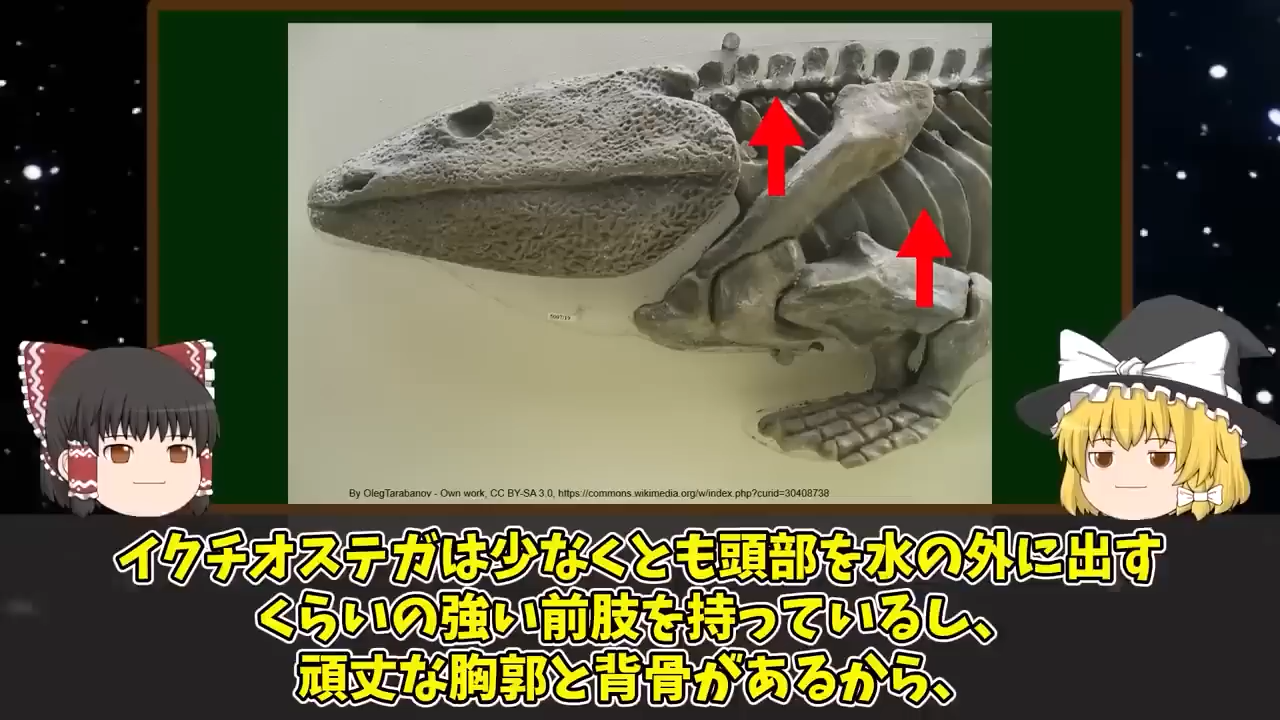 By OlegTarabanov - Own work, CC BY-SA 3.0, https://commons.wikimedia.org/w/index.php?curid=30408738
イクチオステガは少なくとも頭部を水の外に出す
くらいの強い前肢を持っているし、
頑丈な胸郭と背骨があるから、